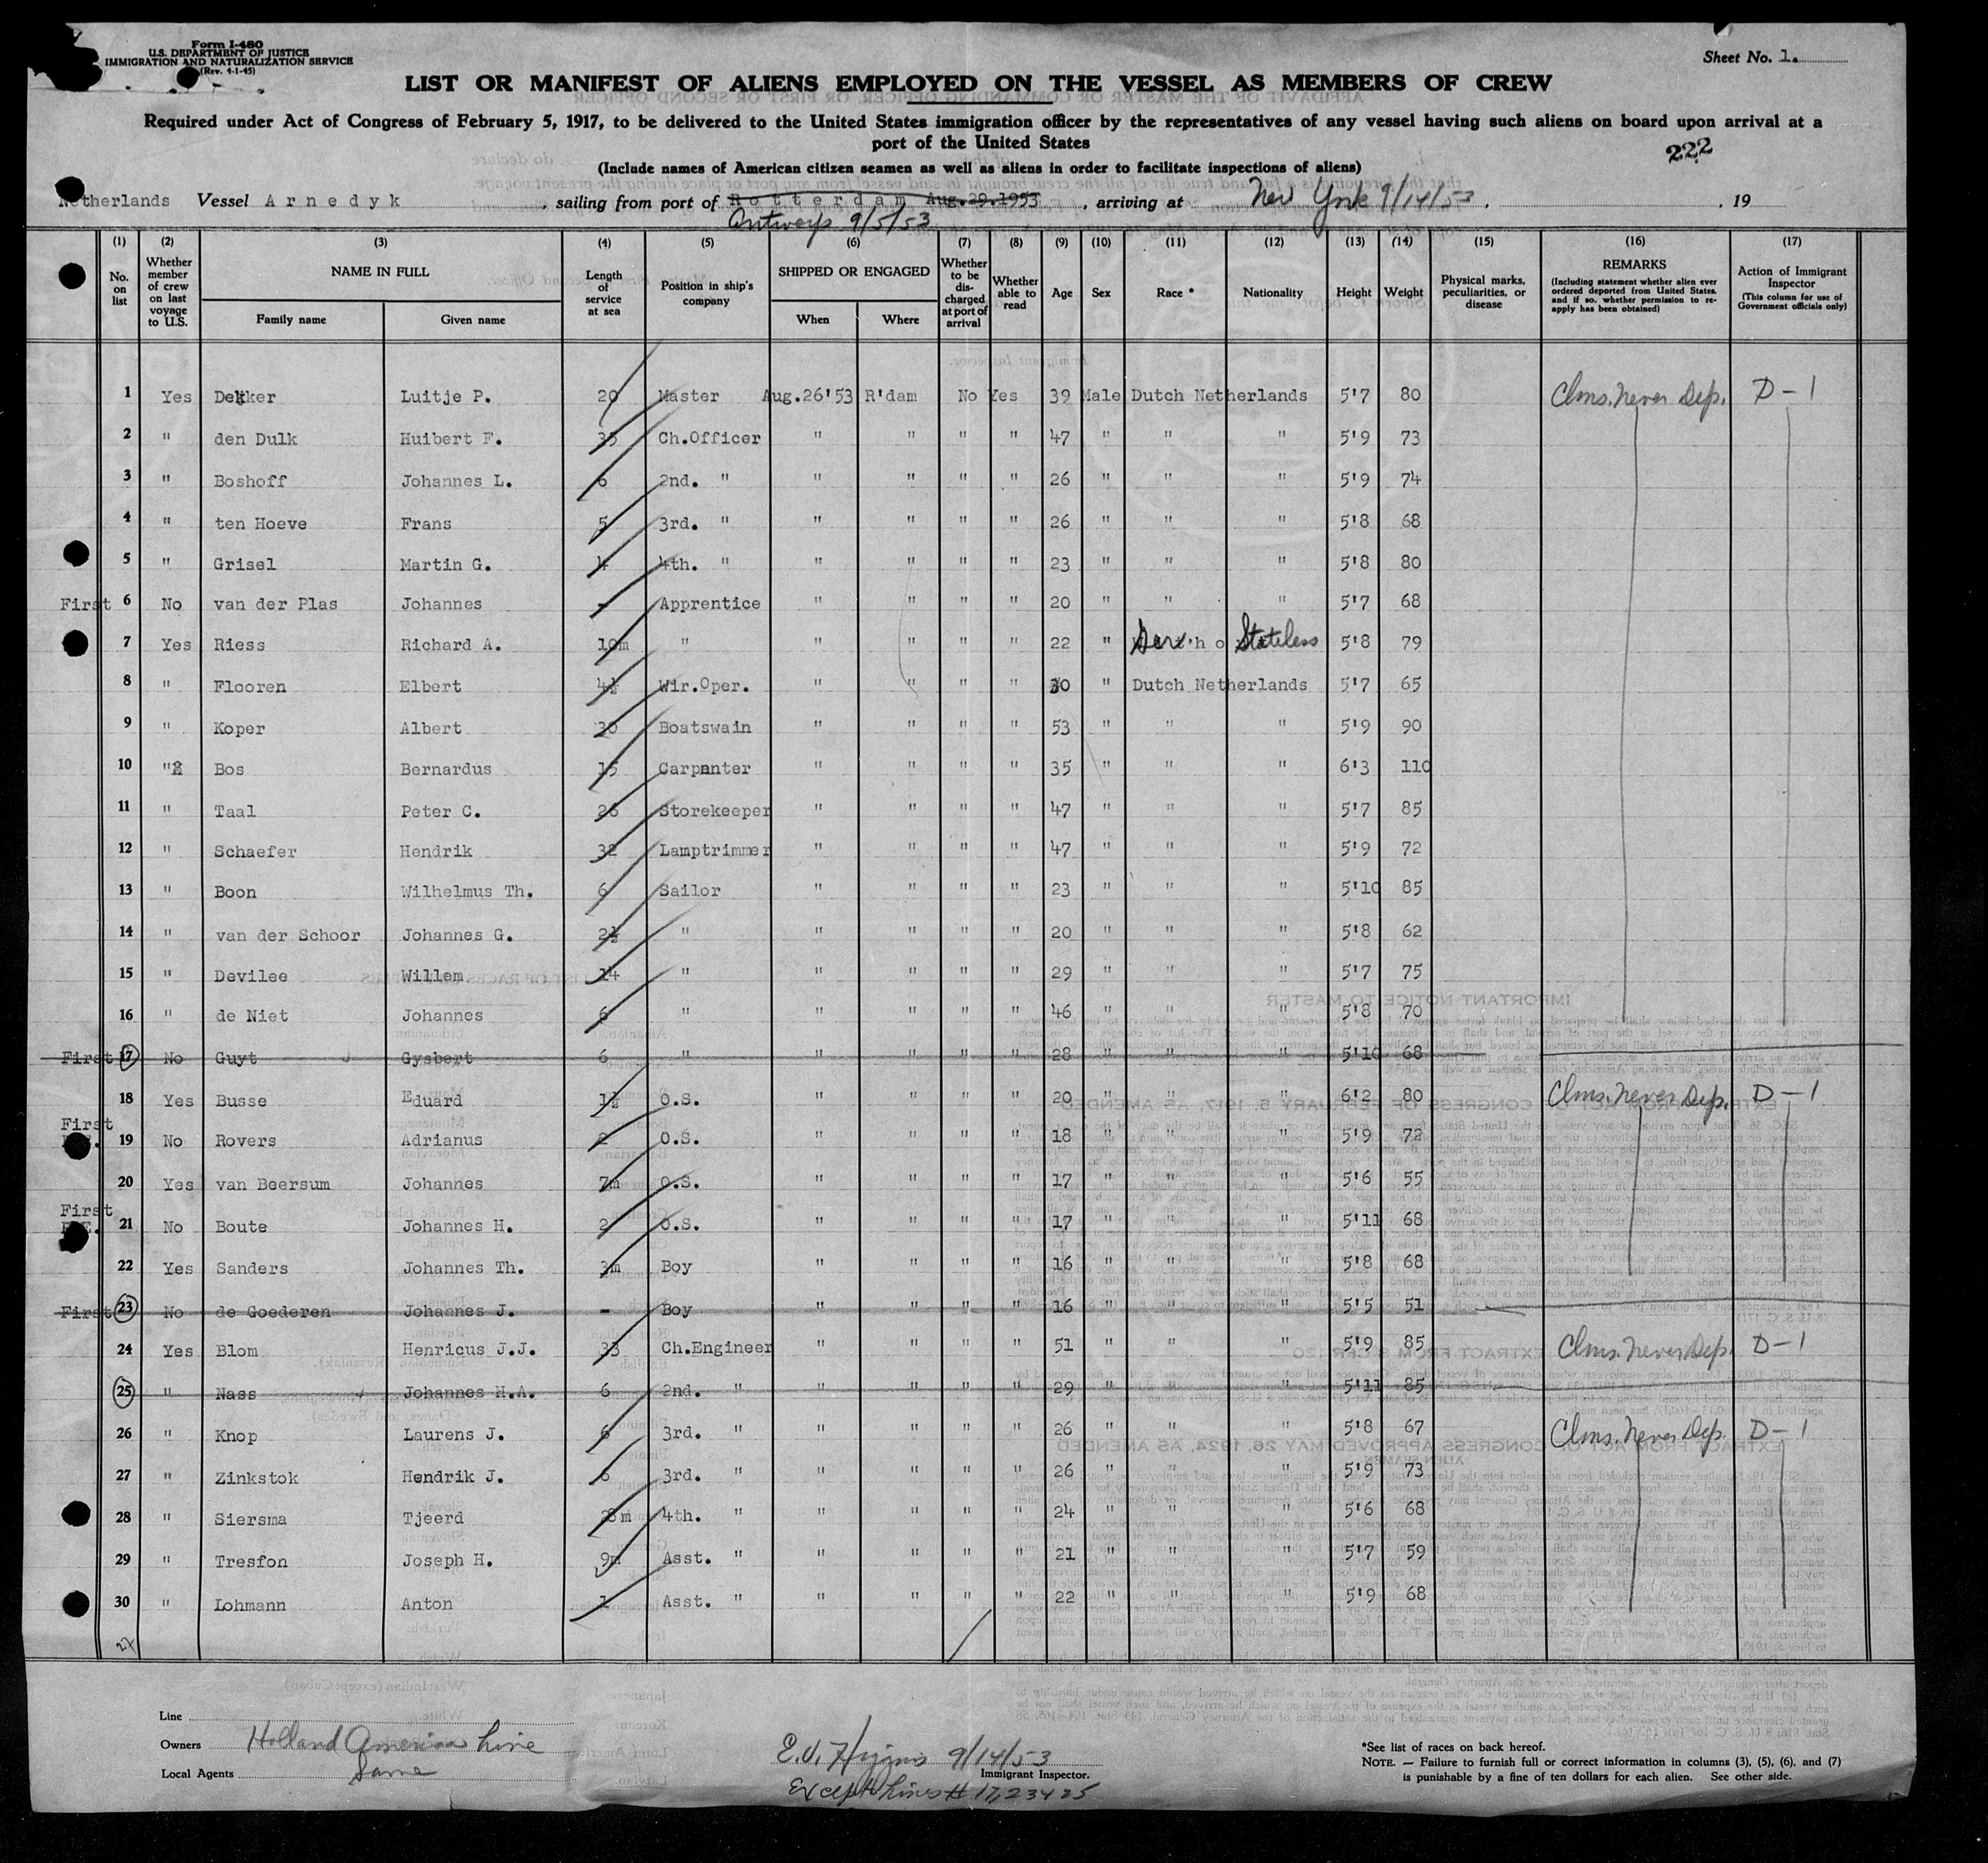 Form I-480
U.S. DEPARTMENT OF JUSTICE
IMMIGRATION AND NATURALIZATION SERVICE
(Rev. 4-1-45)
Sheet No. 1.
LIST OR MANIFEST OF ALIENS EMPLOYED ON THE VESSEL AS MEMBERS OF CREW
Required under Act of Congress of February 5, 1917, to be delivered to the United States immigration officer by the representatives of any vessel having such aliens on board upon arrival at a
port of the United States
222
(Include names of American citizen seamen as well as aliens in order to facilitate inspections of aliens)
Netherlands Vessel Arnedyk, sailing from port of Rotterdam Aug.29.1953, arriving at New York 9/14/53, 19
Antwerp 9/5/53
(1) (2) (3) (4) (5) (6) (7) (8) (9) (10) (11) (12) (13) (14) (15) (16) (17)
No. on list
Whether member of crew on last voyage to U.S.
NAME IN FULL
Family name Given name
Length of service at sea
Position in ship's company
SHIPPED OR ENGAGED
When Where
Whether to be discharged at port of arrival
Whether able to read
Age Sex Race * Nationality Height Weight
Physical marks, peculiarities, or disease
REMARKS
(Including statement whether alien ever ordered deported from United States, and if so, whether permission to re-apply has been obtained)
Action of Immigrant Inspector
(This column for use of Government officials only)
1 Yes Dekker Luitje P. 20 Master Aug.26'53 R'dam No Yes 39 Male Dutch Netherlands 5'7 80 Clms. Never Dep. D-1
2 " den Dulk Huibert F. 35 Ch.Officer " " " " 47 " " " 5'9 73
3 " Boshoff Johannes L. 6 2nd. " " " " " 26 " " " 5'9 74
4 " ten Hoeve Frans 5 3rd. " " " " " 26 " " " 5'8 68
5 " Grisel Martin G. 4 4th. " " " " " 23 " " " 5'8 80
First 6 No van der Plas Johannes - Apprentice " " " " 20 " " " 5'7 68
7 Yes Riess Richard A. 10m " " " " " 22 " Stateless 5'8 79
8 " Flooren Elbert 4½ Wir.Oper. " " " " 30 " Dutch Netherlands 5'7 65
9 " Koper Albert 30 Boatswain " " " " 53 " " " 5'9 90
10 " Bos Bernardus 15 Carpenter " " " " 35 " " " 6'3 110
11 " Taal Peter C. 26 Storekeeper " " " " 47 " " " 5'7 85
12 " Schaefer Hendrik 32 Lamptrimmer " " " " 47 " " " 5'9 72
13 " Boon Wilhelmus Th. 6 Sailor " " " " 23 " " " 5'10 85
14 " van der Schoor Johannes G. 2½ " " " " " 20 " " " 5'8 62
15 " Devilee Willem 14 " " " " " 29 " " " 5'7 75
16 " de Niet Johannes 6 " " " " " 46 " " " 5'8 70
First 17 No Guyt Gysbert 6 " " " " " 28 " " " 5'10 68
18 Yes Busse Eduard 1½ O.S. " " " " 20 " " " 6'2 80 Clms. Never Dep. D-1
First
19 No Rovers Adrianus 2 O.S. " " " " 18 " " " 5'9 72
20 Yes van Beersum Johannes 7m O.S. " " " " 17 " " " 5'6 55
First
21 No Boute Johannes H. 2 O.S. " " " " 17 " " " 5'11 68
22 Yes Sanders Johannes Th. 3m Boy " " " " 16 " " " 5'8 68
First 23 No de Goederen Johannes J. - Boy " " " " 16 " " " 5'5 51
24 Yes Blom Henricus J.J. 33 Ch.Engineer " " " " 51 " " " 5'9 85 Clms. Never Dep. D-1
25 " Nass Johannes H.A. 6 2nd. " " " " " 29 " " " 5'11 85
26 " Knop Laurens J. 6 3rd. " " " " " 26 " " " 5'8 67 Clms. Never Dep. D-1
27 " Zinkstok Hendrik J. 6 3rd. " " " " " 26 " " " 5'9 73
28 " Siersma Tjeerd 4th. " " " " " 24 " " " 5'6 68
29 " Tresfon Joseph H. 9m Asst. " " " " " 21 " " " 5'7 59
30 " Lohmann Anton 1 Asst. " " " " " 22 " " " 5'9 68
27
Line
Owners Holland America Line
Local Agents Same
E.V. Higgins 9/14/53
Immigrant Inspector.
Except Lines # 17, 23 & 25
*See list of races on back hereof.
NOTE. — Failure to furnish full or correct information in columns (3), (5), (6), and (7)
is punishable by a fine of ten dollars for each alien. See other side.